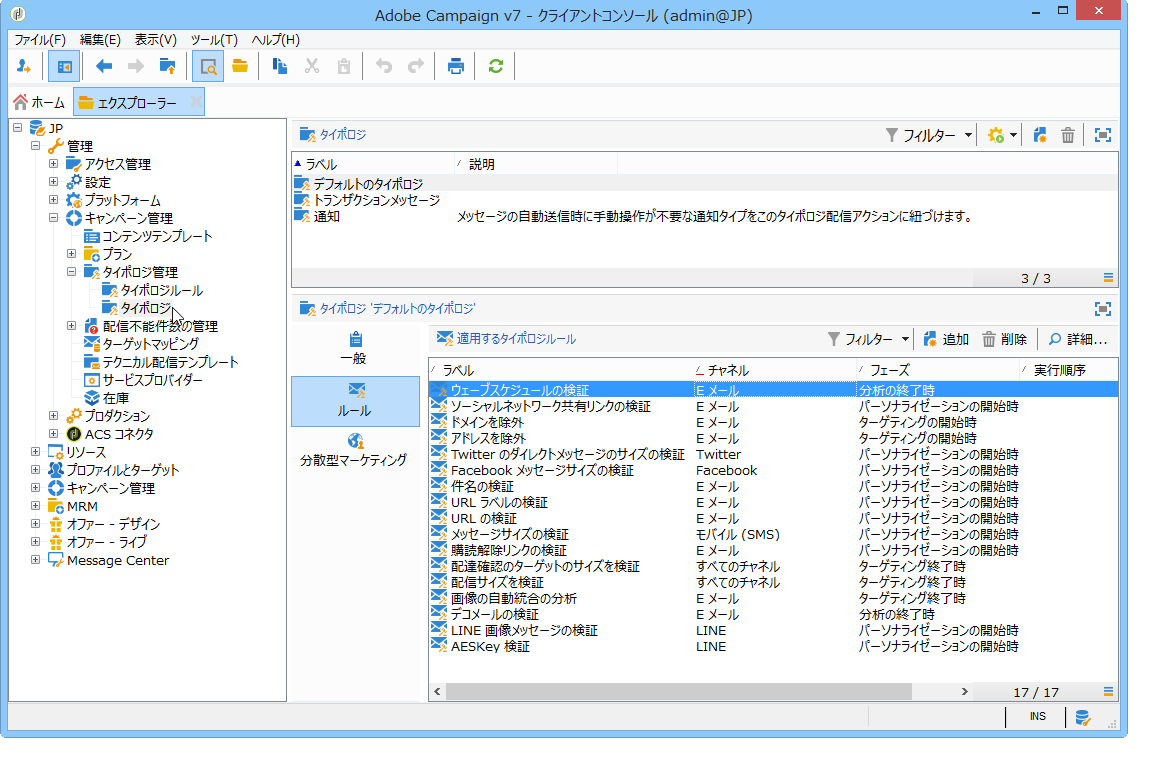 Adobe Campaign v7 - クライアントコンソール (admin@JP)
ファイル(F) 編集(E) 表示(V) ツール(T) ヘルプ(H)
ホーム エクスプローラー
JP
管理
アクセス管理
設定
プラットフォーム
キャンペーン管理
コンテンツテンプレート
プラン
タイポロジ管理
タイポロジルール
タイポロジ
配信不能件数の管理
ターゲットマッピング
テクニカル配信テンプレート
サービスプロバイダー
在庫
プロダクション
ACS コネクタ
リソース
プロファイルとターゲット
キャンペーン管理
MRM
オファー - デザイン
オファー - ライブ
Message Center
タイポロジ フィルター
ラベル 説明
デフォルトのタイポロジ
トランザクションメッセージ
通知 メッセージの自動送信時に手動操作が不要な通知タイプをこのタイポロジ配信アクションに紐づけます。
3 / 3
タイポロジ 'デフォルトのタイポロジ'
一般
ルール
分散型マーケティング
適用するタイポロジルール フィルター 追加 削除 詳細...
ラベル チャネル フェーズ 実行順序
ウェーブスケジュールの検証 E メール 分析の終了時
ソーシャルネットワーク共有リンクの検証 E メール パーソナライゼーションの開始時
ドメインを除外 E メール ターゲティングの開始時
アドレスを除外 E メール ターゲティングの開始時
Twitter のダイレクトメッセージのサイズの検証 Twitter パーソナライゼーションの開始時
Facebook メッセージサイズの検証 Facebook パーソナライゼーションの開始時
件名の検証 E メール パーソナライゼーションの開始時
URL ラベルの検証 E メール パーソナライゼーションの開始時
URL の検証 E メール パーソナライゼーションの開始時
メッセージサイズの検証 モバイル (SMS) パーソナライゼーションの開始時
購読解除リンクの検証 E メール パーソナライゼーションの開始時
配達確認のターゲットのサイズを検証 すべてのチャネル ターゲティング終了時
配信サイズを検証 すべてのチャネル ターゲティング終了時
画像の自動統合の分析 E メール ターゲティング終了時
デコメールの検証 E メール 分析の終了時
LINE 画像メッセージの検証 LINE パーソナライゼーションの開始時
AESKey 検証 LINE パーソナライゼーションの開始時
17 / 17
INS